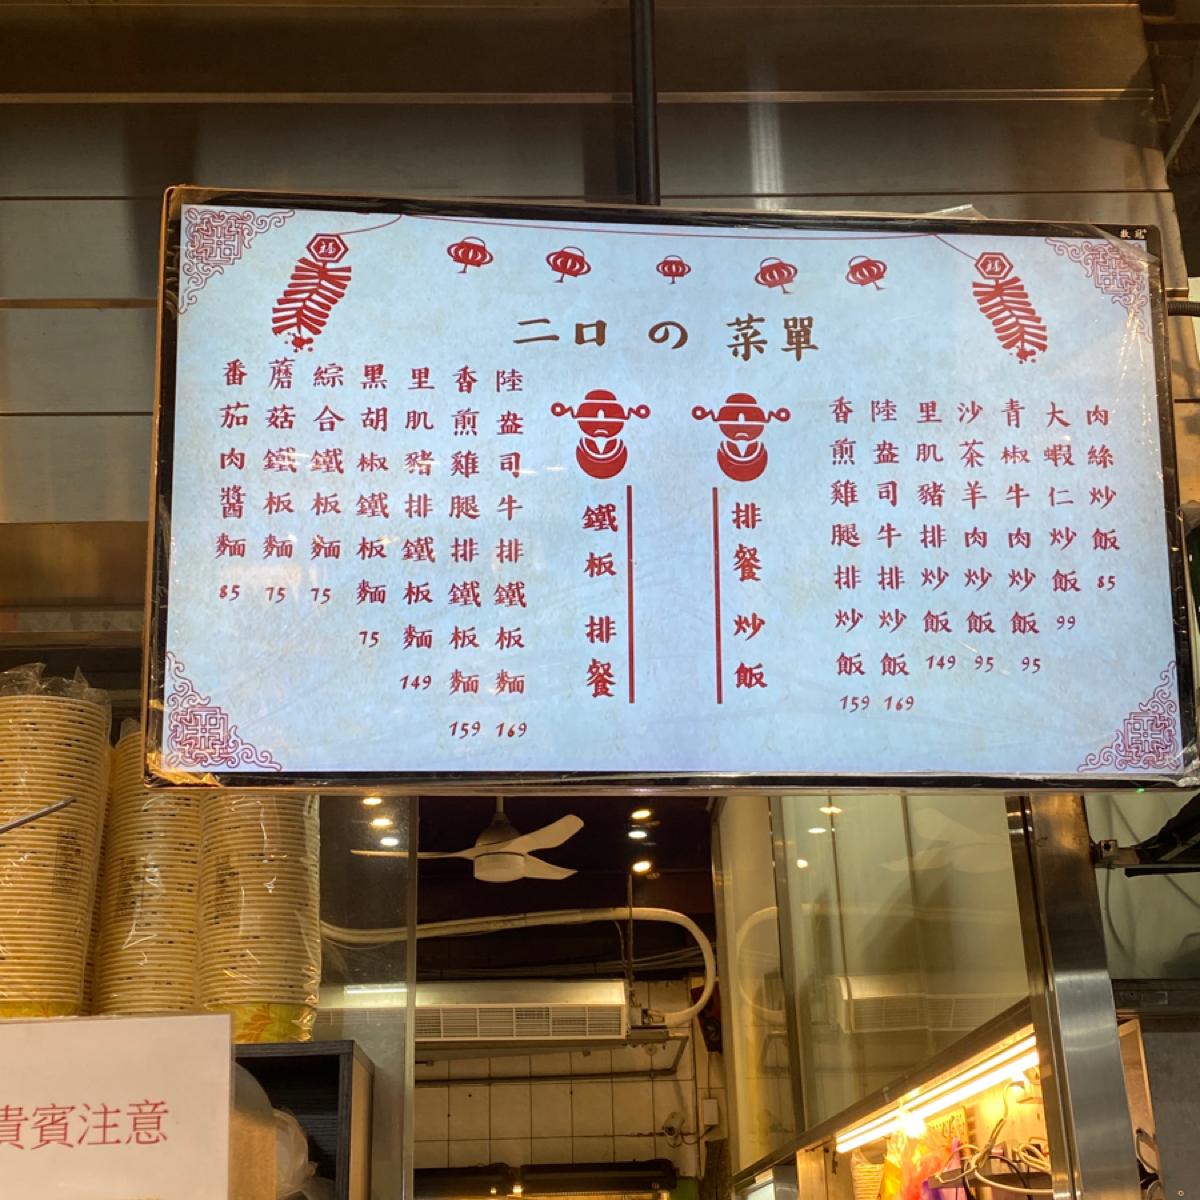 二口の菜單
肉絲炒飯 85
大蝦仁炒飯 99
青椒牛肉炒飯 95
沙茶羊肉炒飯 95
里肌豬排炒飯 149
陸盎司牛排炒飯 169
香煎雞腿排炒飯 159
排餐 炒飯
鐵板 排餐
陸盎司牛排鐵板麵 169
香煎雞腿排鐵板麵 159
里肌豬排鐵板麵 149
黑胡椒鐵板麵 75
綜合鐵板麵 75
蘑菇鐵板麵 75
番茄肉醬麵 85
福
福
貴賓注意